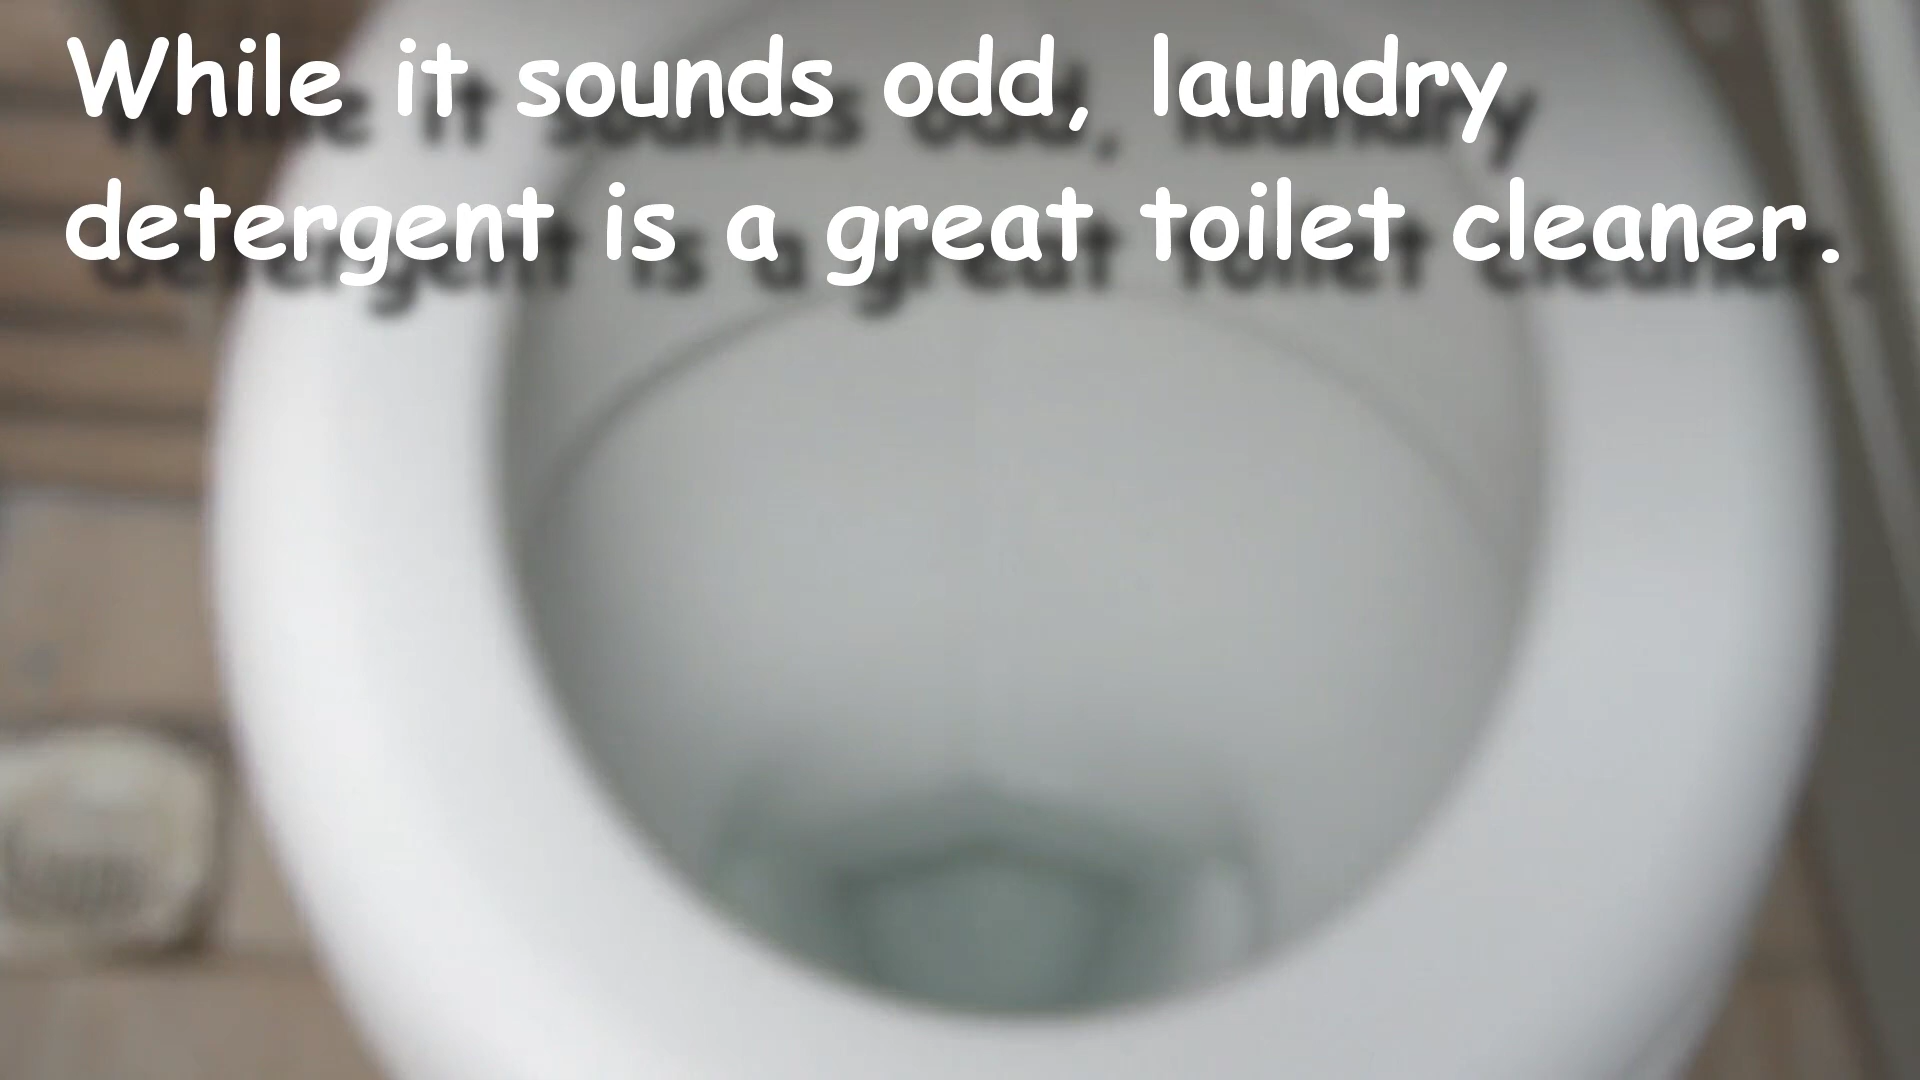 While it sounds odd, laundry
detergent is a great toilet cleaner.